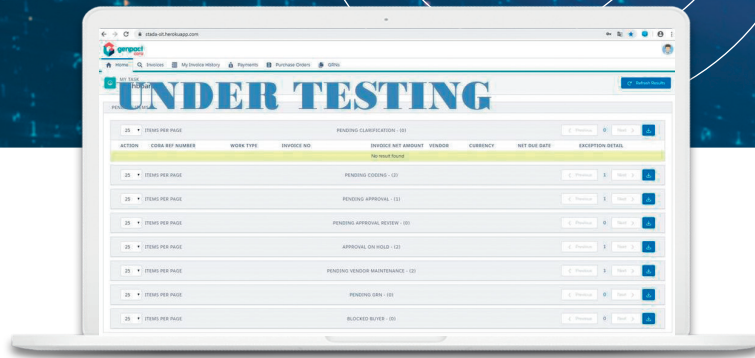 stada-sit.herokuapp.com
genpact
cora
Home Invoices My Invoice History Payments Purchase Orders GRNs
MY TASK
UNDER TESTING
Refresh Results
25 ITEMS PER PAGE PENDING CLARIFICATION - (0) Previous 0 Next
ACTION CORA REF NUMBER WORK TYPE INVOICE NO INVOICE NET AMOUNT VENDOR CURRENCY NET DUE DATE EXCEPTION DETAIL
No result found
25 ITEMS PER PAGE PENDING CODING - (2) Previous 1 Next
25 ITEMS PER PAGE PENDING APPROVAL - (2) Previous 1 Next
25 ITEMS PER PAGE PENDING APPROVAL REVIEW - (0) Previous 0 Next
25 ITEMS PER PAGE APPROVAL ON HOLD - (2) Previous 1 Next
25 ITEMS PER PAGE PENDING VENDOR MAINTENANCE - (2) Previous 1 Next
25 ITEMS PER PAGE PENDING GRN - (0) Previous 0 Next
25 ITEMS PER PAGE BLOCKED BUYER - (0) Previous 0 Next